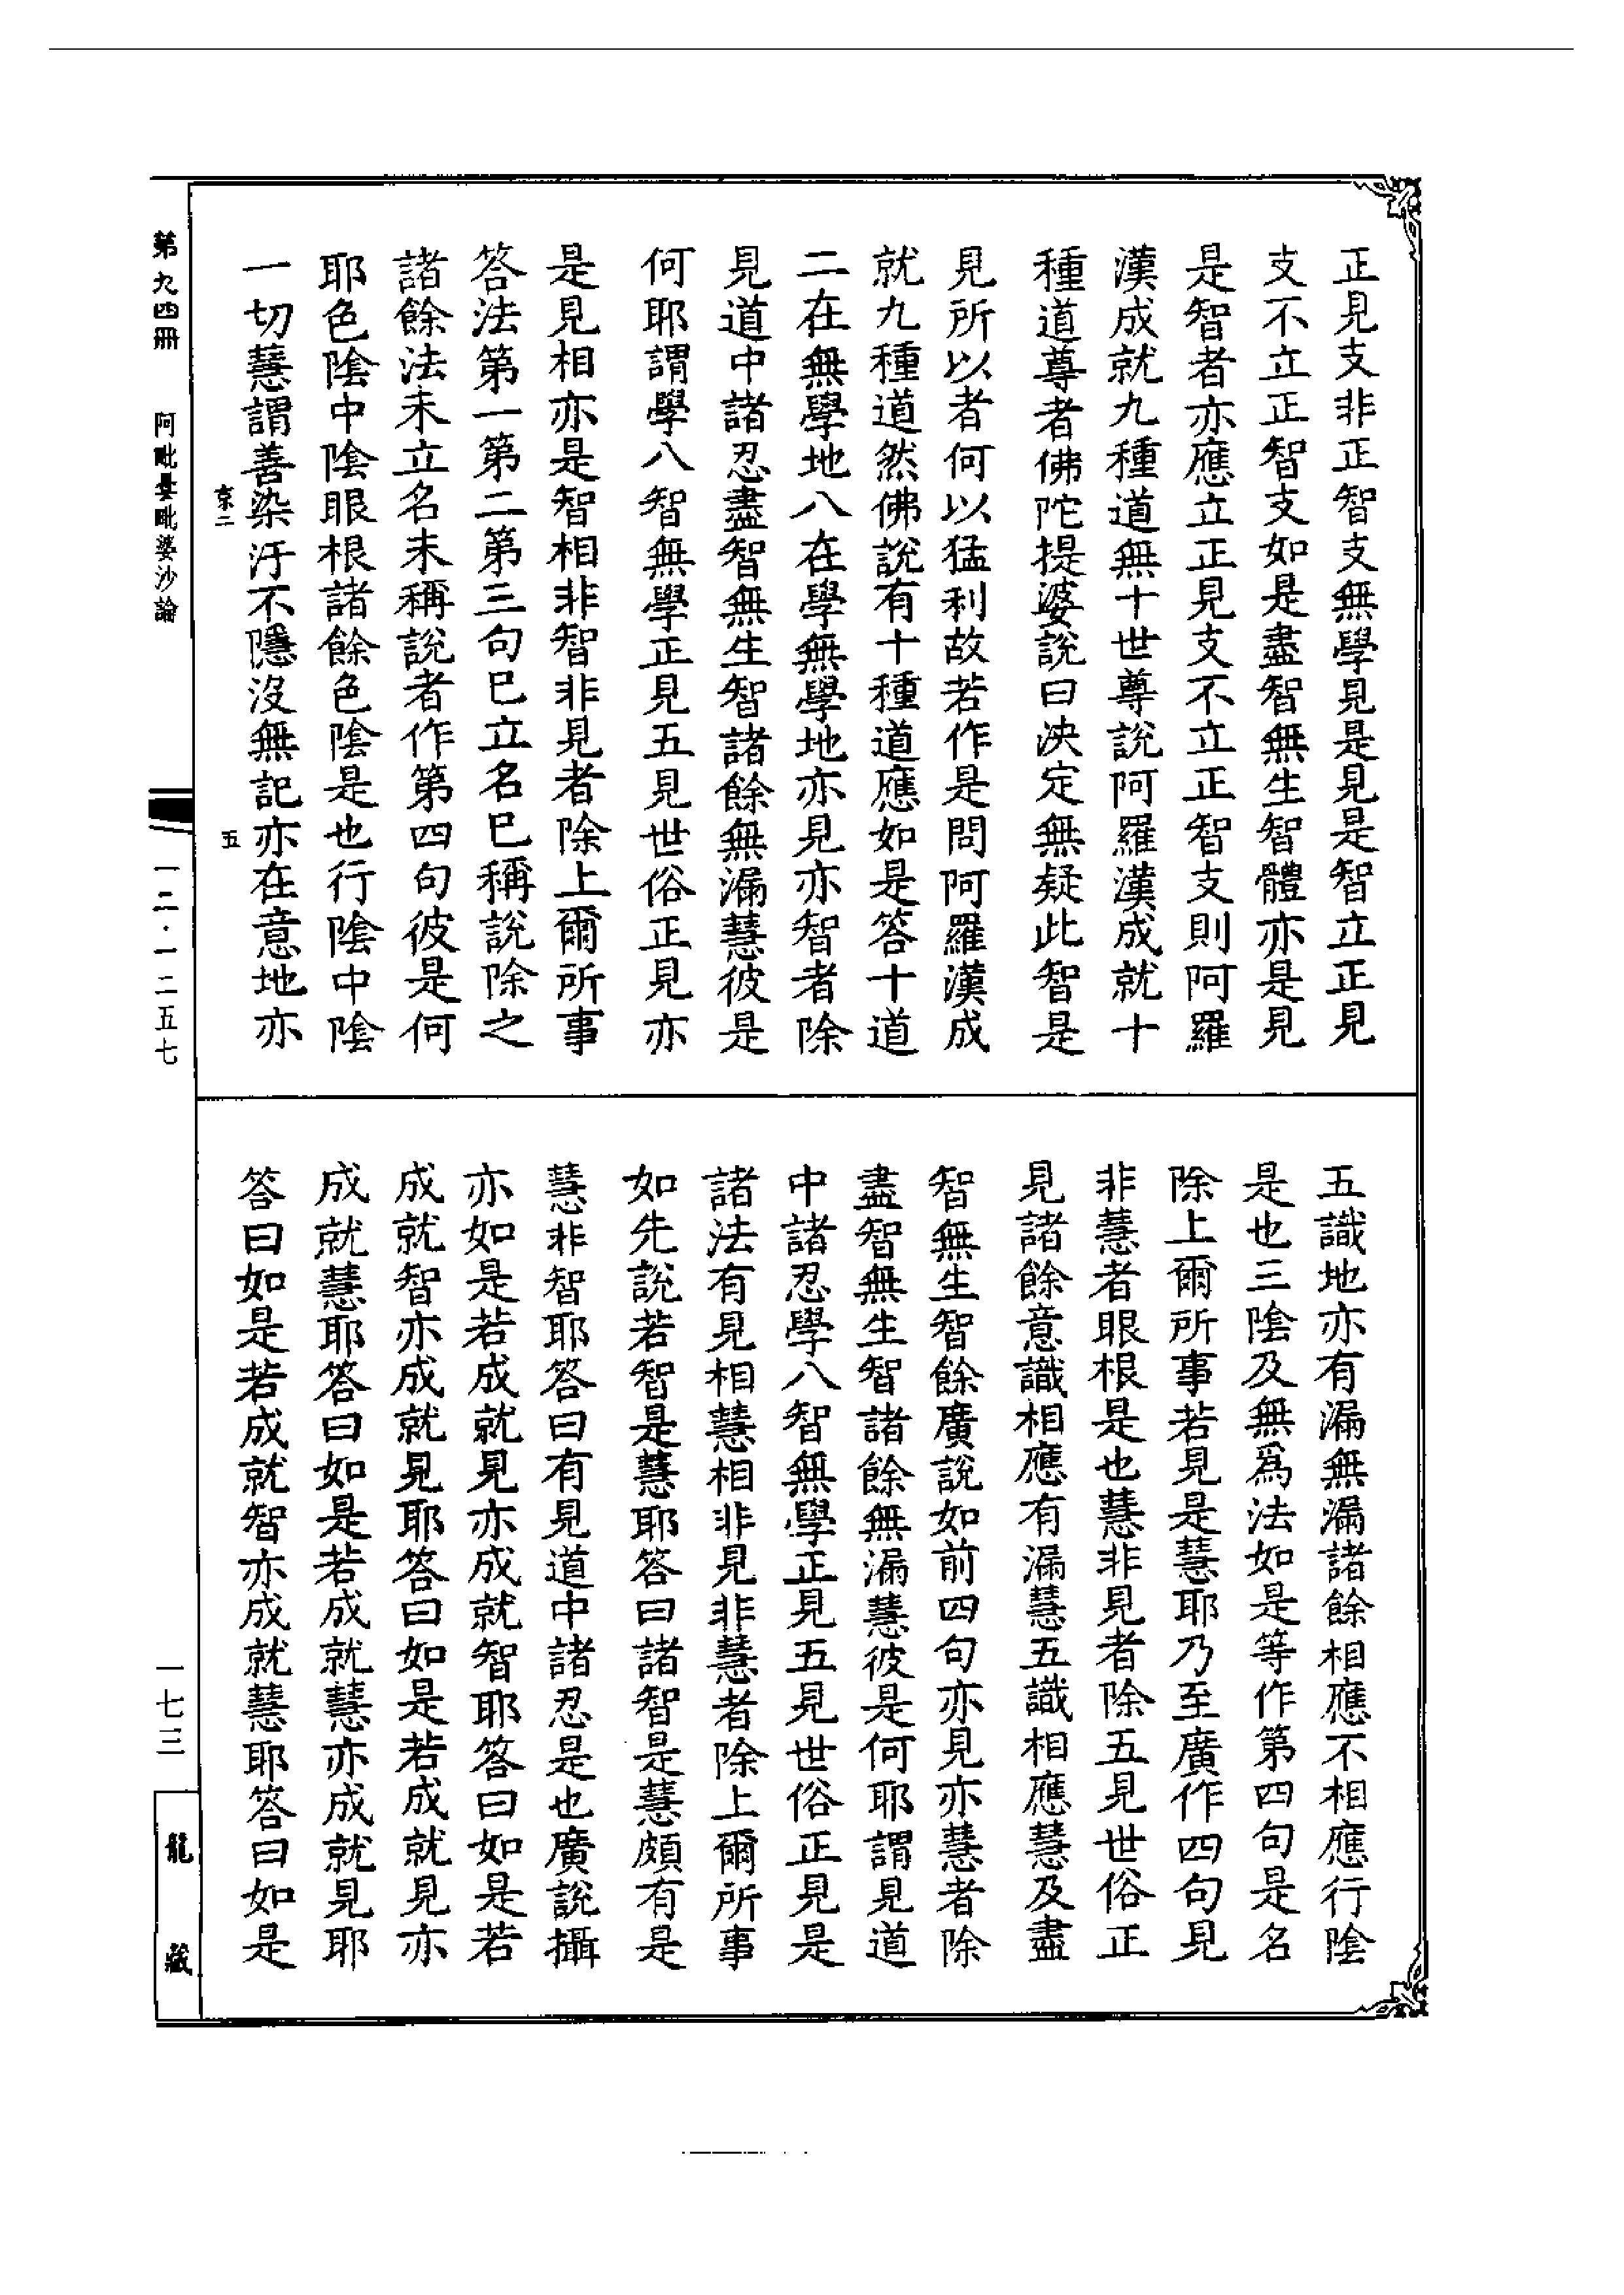 正見支非正智支無學見是見是智立正見
支不立正智支如是盡智無生智體亦是見
是智者亦應立正見支不立正智支則阿羅
漢成就九種道無十世尊說阿羅漢成就十
種道尊者佛陀提婆說曰決定無疑此智是
見所以者何以猛利故若作是問阿羅漢成
就九種道然佛說有十種道應如是答十道
二在無學地八在學無學地亦見亦智者除
見道中諸忍盡智無生智諸餘無漏慧彼是
何耶謂學八智無學正見五見世俗正見亦
是見相亦是智相非智非見者除上爾所事
答法第一第二第三句巳立名巳稱說除之
諸餘法未立名未稱說者作第四句彼是何
耶色陰中陰眼根諸餘色陰是也行陰中陰
一切慧謂善染汙不隱沒無記亦在意地亦
五識地亦有漏無漏諸餘相應不相應行陰
是也三陰及無爲法如是等作第四句是名
除上爾所事若見是慧耶乃至廣作四句見
非慧者眼根是也慧非見者除五見世俗正
見諸餘意識相應有漏慧五識相應慧及盡
智無生智餘廣說如前四句亦見亦慧者除
盡智無生智諸餘無漏慧彼是何耶謂見道
中諸忍學八智無學正見五見世俗正見是
諸法有見相慧相非見非慧者除上爾所事
如先說若智是慧耶答曰諸智是慧頗有是
慧非智耶答曰有見道中諸忍是也廣說攝
亦如是若成就見亦成就智耶答曰如是若
成就智亦成就見耶答曰如是若成就見亦
成就慧耶答曰如是若成就慧亦成就見耶
答曰如是若成就智亦成就慧耶答曰如是
京二
五
第九四冊
阿毗曇毗婆沙論
一二·一二五七
一七三
龍藏